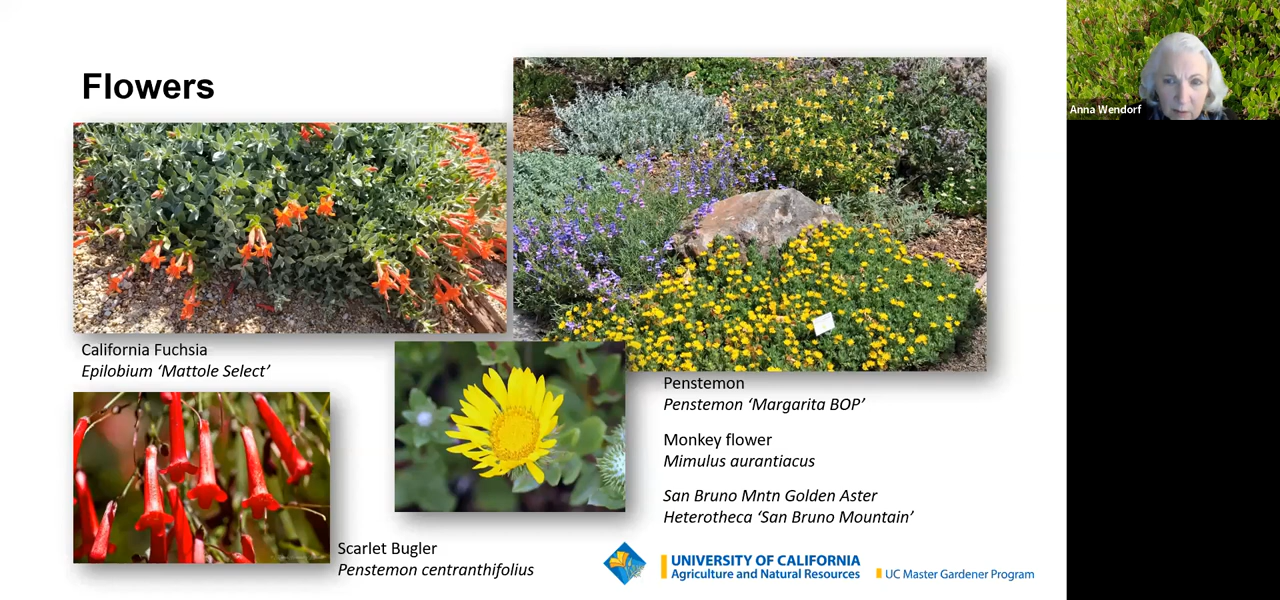 Flowers
California Fuchsia
Epilobium ‘Mattole Select’
Penstemon
Penstemon ‘Margarita BOP’
Monkey flower
Mimulus aurantiacus
San Bruno Mntn Golden Aster
Heterotheca ‘San Bruno Mountain’
Scarlet Bugler
Penstemon centranthifolius
UNIVERSITY OF CALIFORNIA
Agriculture and Natural Resources
UC Master Gardener Program
Anna Wendorf